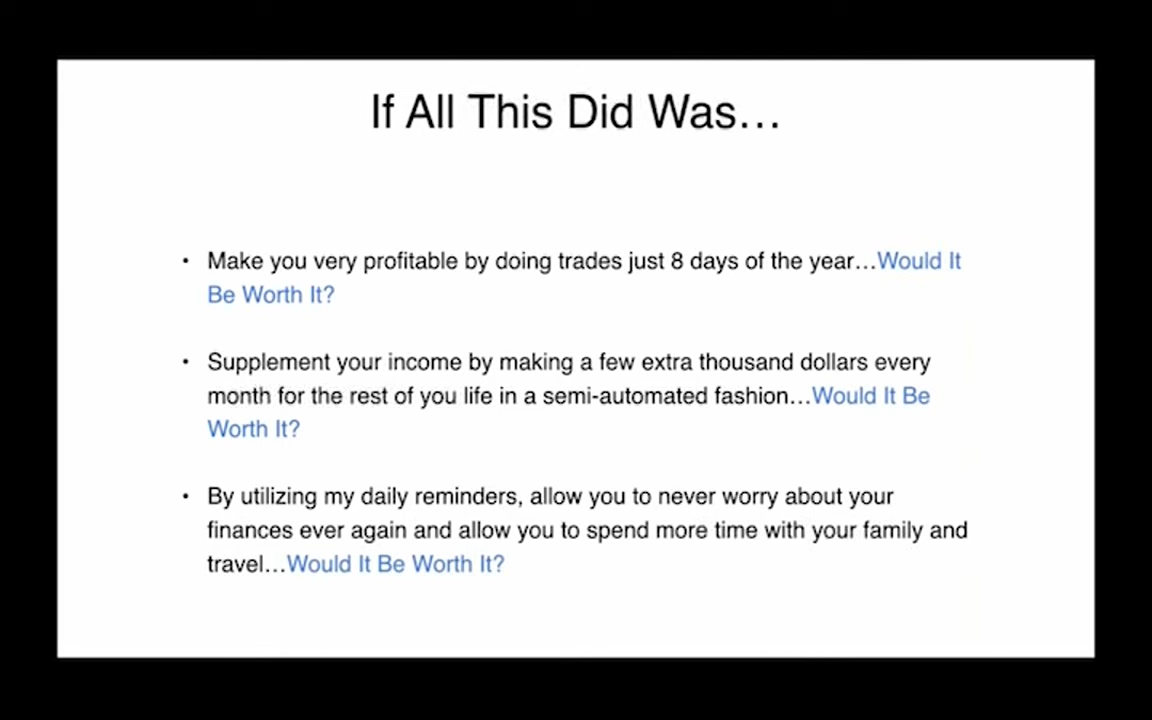 If All This Did Was…
• Make you very profitable by doing trades just 8 days of the year…Would It
Be Worth It?
• Supplement your income by making a few extra thousand dollars every
month for the rest of you life in a semi-automated fashion…Would It Be
Worth It?
• By utilizing my daily reminders, allow you to never worry about your
finances ever again and allow you to spend more time with your family and
travel…Would It Be Worth It?